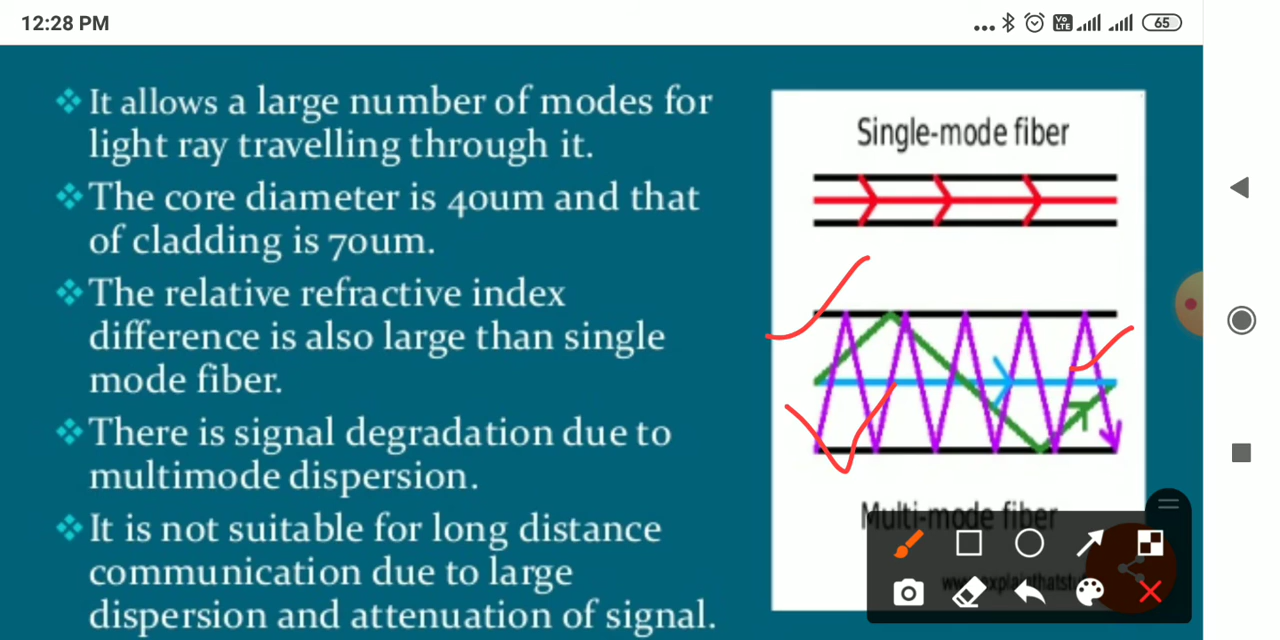 12:28 PM
Vo LTE
65
It allows a large number of modes for
light ray travelling through it.
The core diameter is 40um and that
of cladding is 70um.
The relative refractive index
difference is also large than single
mode fiber.
There is signal degradation due to
multimode dispersion.
It is not suitable for long distance
communication due to large
dispersion and attenuation of signal.
Single-mode fiber
Multi-mode fiber